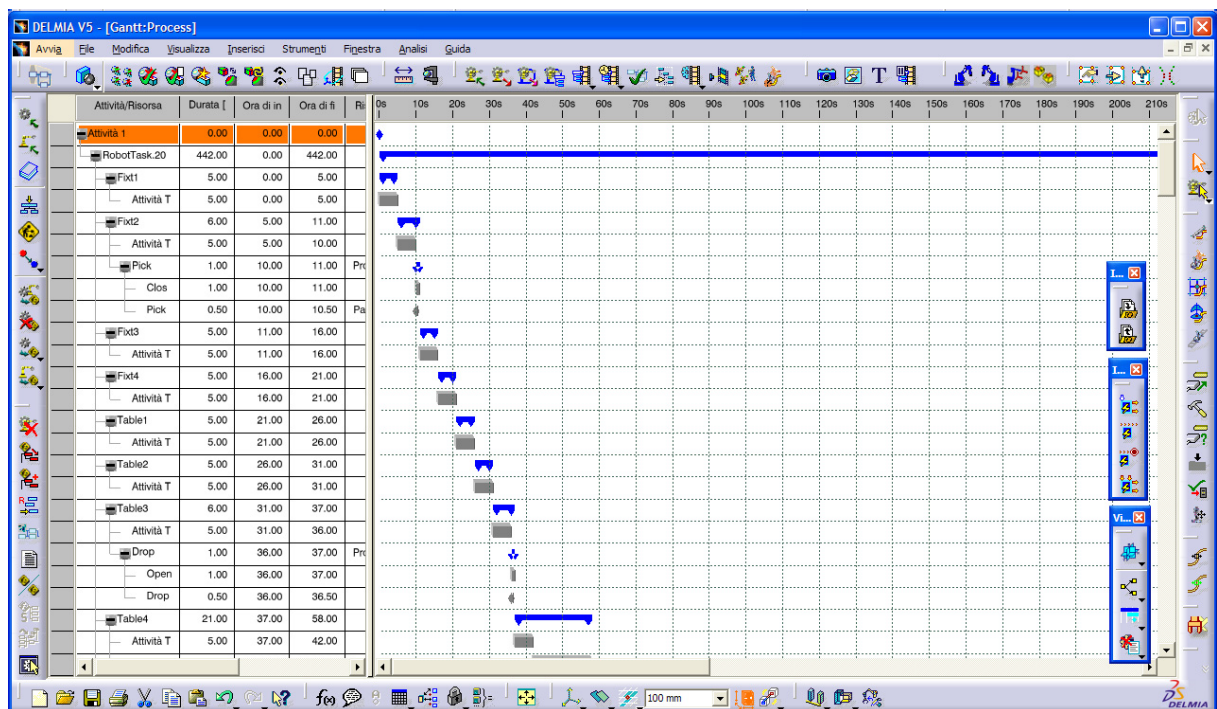 DELMIA V5 - [Gantt:Process]
Avvia File Modifica Visualizza Inserisci Strumenti Finestra Analisi Guida
Attività/Risorsa Durata [ Ora di in Ora di fi Ri 0s 10s 20s 30s 40s 50s 60s 70s 80s 90s 100s 110s 120s 130s 140s 150s 160s 170s 180s 190s 200s 210s
Attività 1 0.00 0.00 0.00
RobotTask.20 442.00 0.00 442.00
Fixt1 5.00 0.00 5.00
Attività T 5.00 0.00 5.00
Fixt2 6.00 5.00 11.00
Attività T 5.00 5.00 10.00
Pick 1.00 10.00 11.00 Pro
Clos 1.00 10.00 11.00
Pick 0.50 10.00 10.50 Pa
Fixt3 5.00 11.00 16.00
Attività T 5.00 11.00 16.00
Fixt4 5.00 16.00 21.00
Attività T 5.00 16.00 21.00
Table1 5.00 21.00 26.00
Attività T 5.00 21.00 26.00
Table2 5.00 26.00 31.00
Attività T 5.00 26.00 31.00
Table3 6.00 31.00 37.00
Attività T 5.00 31.00 36.00
Drop 1.00 36.00 37.00 Pro
Open 1.00 36.00 37.00
Drop 0.50 36.00 36.50
Table4 21.00 37.00 58.00
Attività T 5.00 37.00 42.00
I...
I...
Vi...
f(x) 100 mm
DELMIA